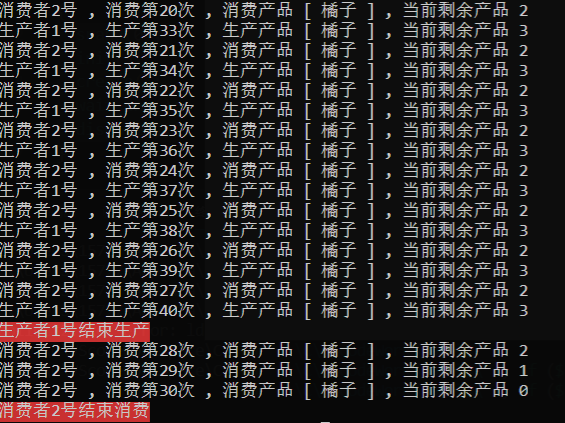 消费者2号 , 消费第20次 , 消费产品 [ 橘子 ] , 当前剩余产品 2
生产者1号 , 生产第33次 , 生产产品 [ 橘子 ] , 当前剩余产品 3
消费者2号 , 消费第21次 , 消费产品 [ 橘子 ] , 当前剩余产品 2
生产者1号 , 生产第34次 , 生产产品 [ 橘子 ] , 当前剩余产品 3
消费者2号 , 消费第22次 , 消费产品 [ 橘子 ] , 当前剩余产品 2
生产者1号 , 生产第35次 , 生产产品 [ 橘子 ] , 当前剩余产品 3
消费者2号 , 消费第23次 , 消费产品 [ 橘子 ] , 当前剩余产品 2
生产者1号 , 生产第36次 , 生产产品 [ 橘子 ] , 当前剩余产品 3
消费者2号 , 消费第24次 , 消费产品 [ 橘子 ] , 当前剩余产品 2
生产者1号 , 生产第37次 , 生产产品 [ 橘子 ] , 当前剩余产品 3
消费者2号 , 消费第25次 , 消费产品 [ 橘子 ] , 当前剩余产品 2
生产者1号 , 生产第38次 , 生产产品 [ 橘子 ] , 当前剩余产品 3
消费者2号 , 消费第26次 , 消费产品 [ 橘子 ] , 当前剩余产品 2
生产者1号 , 生产第39次 , 生产产品 [ 橘子 ] , 当前剩余产品 3
消费者2号 , 消费第27次 , 消费产品 [ 橘子 ] , 当前剩余产品 2
生产者1号 , 生产第40次 , 生产产品 [ 橘子 ] , 当前剩余产品 3
生产者1号结束生产
消费者2号 , 消费第28次 , 消费产品 [ 橘子 ] , 当前剩余产品 2
消费者2号 , 消费第29次 , 消费产品 [ 橘子 ] , 当前剩余产品 1
消费者2号 , 消费第30次 , 消费产品 [ 橘子 ] , 当前剩余产品 0
消费者2号结束消费